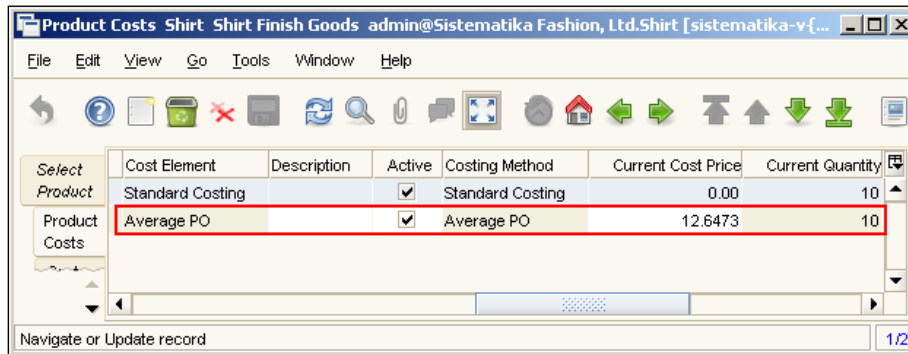 Product Costs Shirt Shirt Finish Goods admin@Sistematika Fashion, Ltd.Shirt [sistematika-v{...
File Edit View Go Tools Window Help
Select Product
Product Costs
Cost Element Description Active Costing Method Current Cost Price Current Quantity
Standard Costing Standard Costing 0.00 10
Average PO Average PO 12.6473 10
Navigate or Update record 1/2